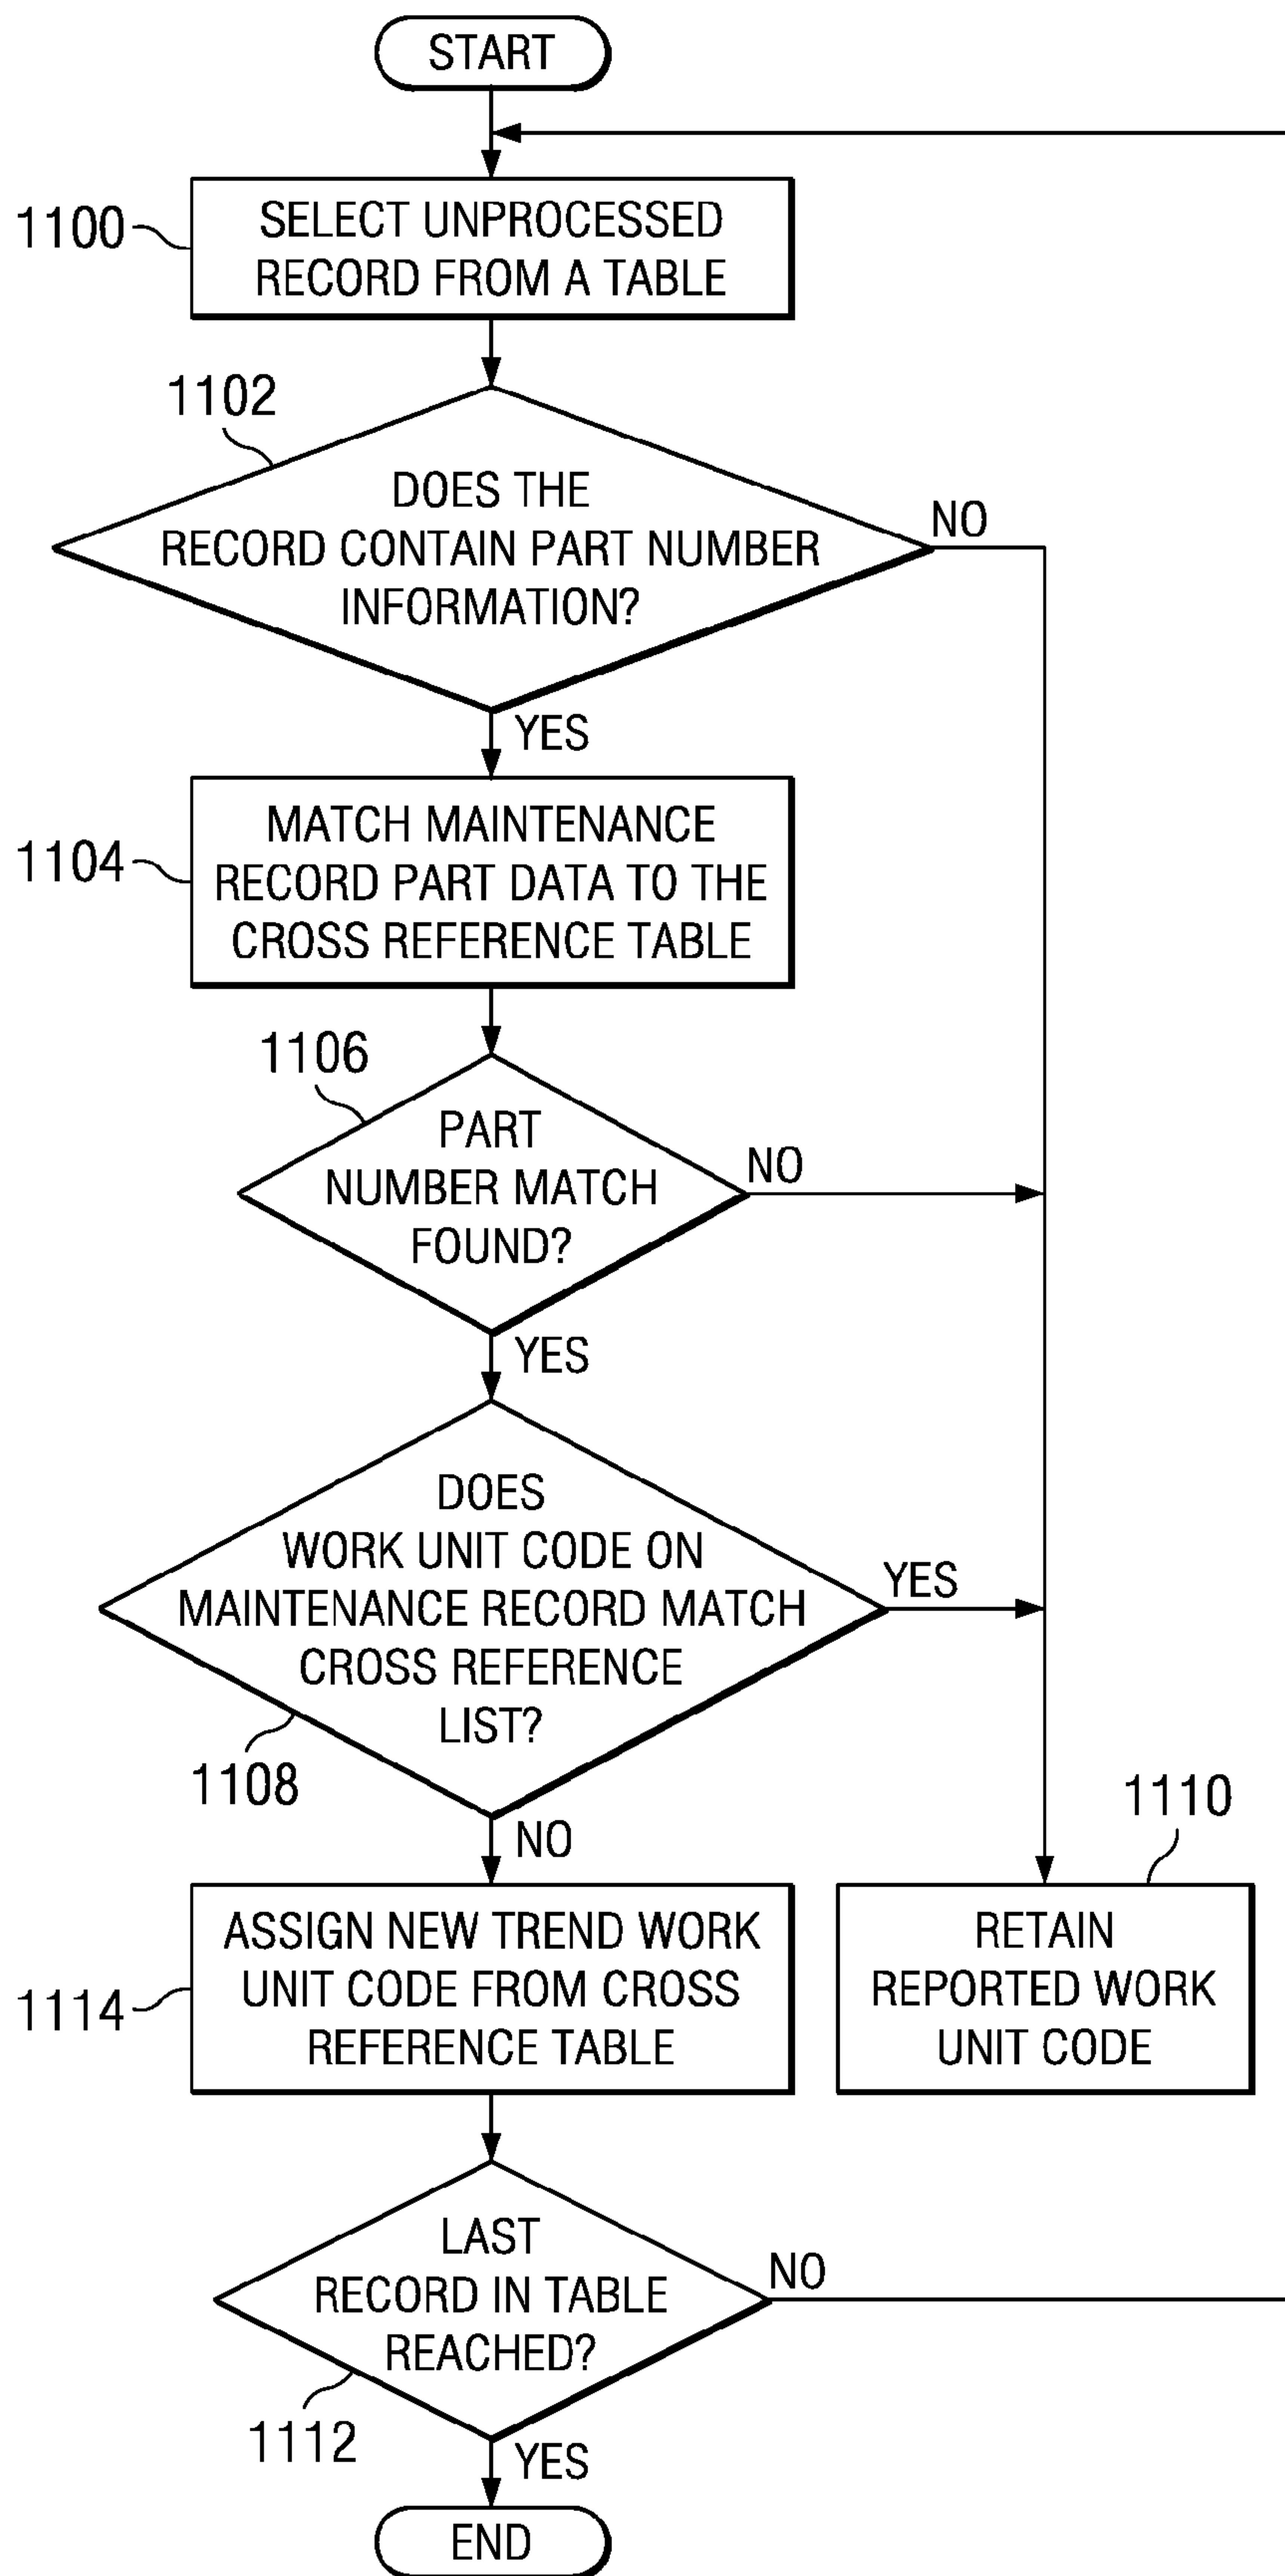 START
1100
SELECT UNPROCESSED
RECORD FROM A TABLE
1102
DOES THE
RECORD CONTAIN PART NUMBER
INFORMATION?
NO
YES
1104
MATCH MAINTENANCE
RECORD PART DATA TO THE
CROSS REFERENCE TABLE
1106
PART
NUMBER MATCH
FOUND?
NO
YES
DOES
WORK UNIT CODE ON
MAINTENANCE RECORD MATCH
CROSS REFERENCE
LIST?
YES
1108
NO
1110
1114
ASSIGN NEW TREND WORK
UNIT CODE FROM CROSS
REFERENCE TABLE
RETAIN
REPORTED WORK
UNIT CODE
LAST
RECORD IN TABLE
REACHED?
NO
1112
YES
END